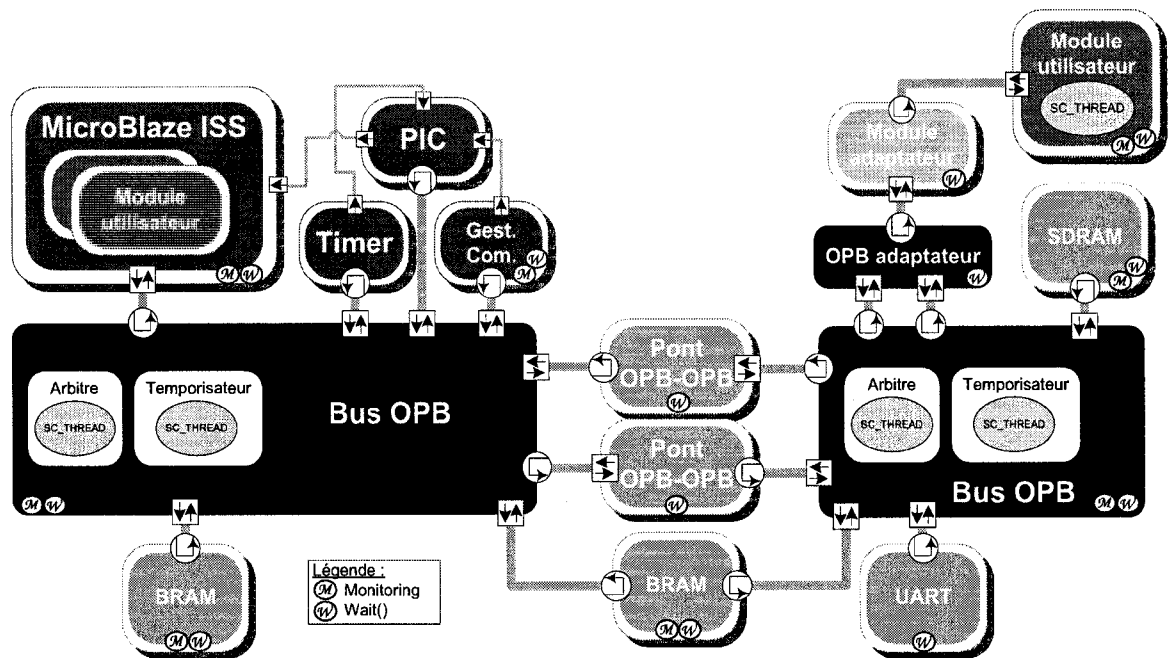 MicroBlaze ISS
Module
utilisateur
M W
PIC
Timer
Gest.
Com.
W
M
Module
utilisateur
SC_THREAD
M W
Module
adaptateur
W
OPB adaptateur
W
SDRAM
W
M
Arbitre
SC_THREAD
Temporisateur
SC_THREAD
Bus OPB
M W
Pont
OPB-OPB
W
Pont
OPB-OPB
W
Arbitre
SC_THREAD
Temporisateur
SC_THREAD
Bus OPB
M W
BRAM
M W
Légende :
M Monitoring
W Wait()
BRAM
M W
UART
W